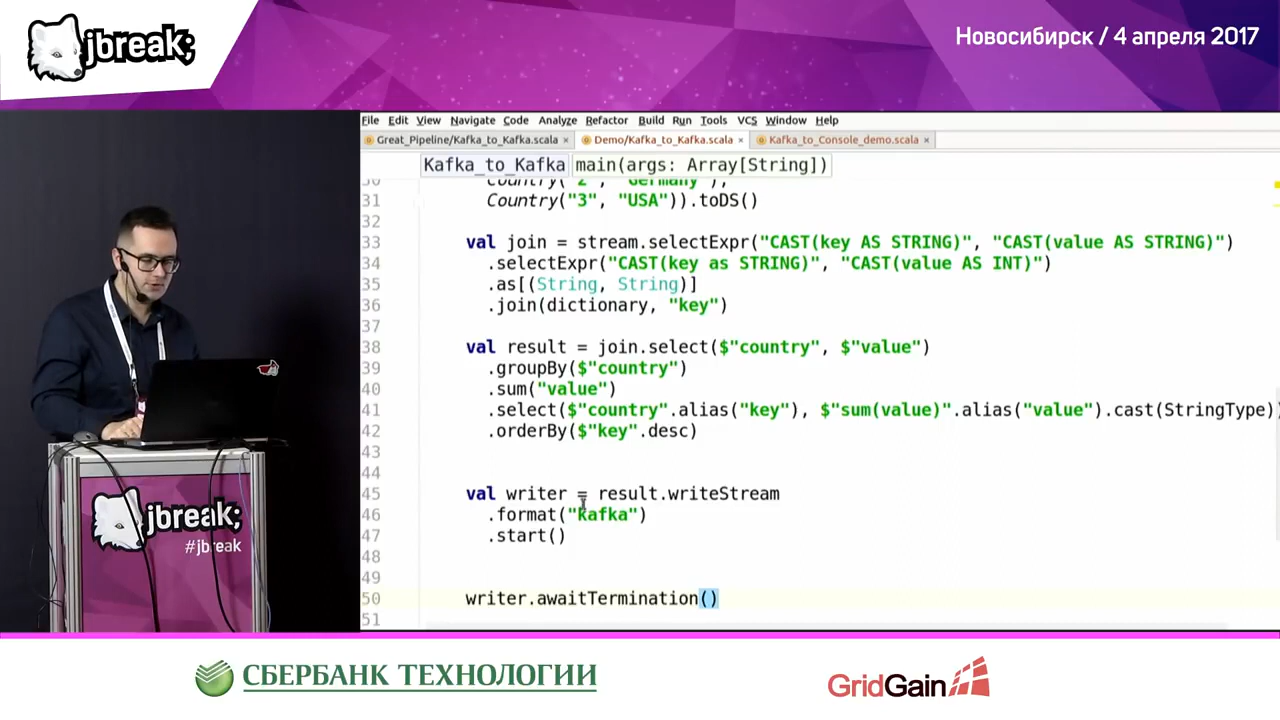 jbreak;
Новосибирск / 4 апреля 2017
File Edit View Navigate Code Analyze Refactor Build Run Tools VCS Window Help
Great_Pipeline/Kafka_to_Kafka.scala × Demo/Kafka_to_Kafka.scala × Kafka_to_Console_demo.scala ×
Kafka_to_Kafka main(args: Array[String])
30 Country("2", "Germany"),
31 Country("3", "USA")).toDS()
32
33 val join = stream.selectExpr("CAST(key AS STRING)", "CAST(value AS STRING)")
34 .selectExpr("CAST(key as STRING)", "CAST(value AS INT)")
35 .as[(String, String)]
36 .join(dictionary, "key")
37
38 val result = join.select($"country", $"value")
39 .groupBy($"country")
40 .sum("value")
41 .select($"country".alias("key"), $"sum(value)".alias("value").cast(StringType))
42 .orderBy($"key".desc)
43
44
45 val writer = result.writeStream
46 .format("kafka")
47 .start()
48
49
50 writer.awaitTermination()
51
jbreak;
#jbreak
СБЕРБАНК ТЕХНОЛОГИИ
GridGain